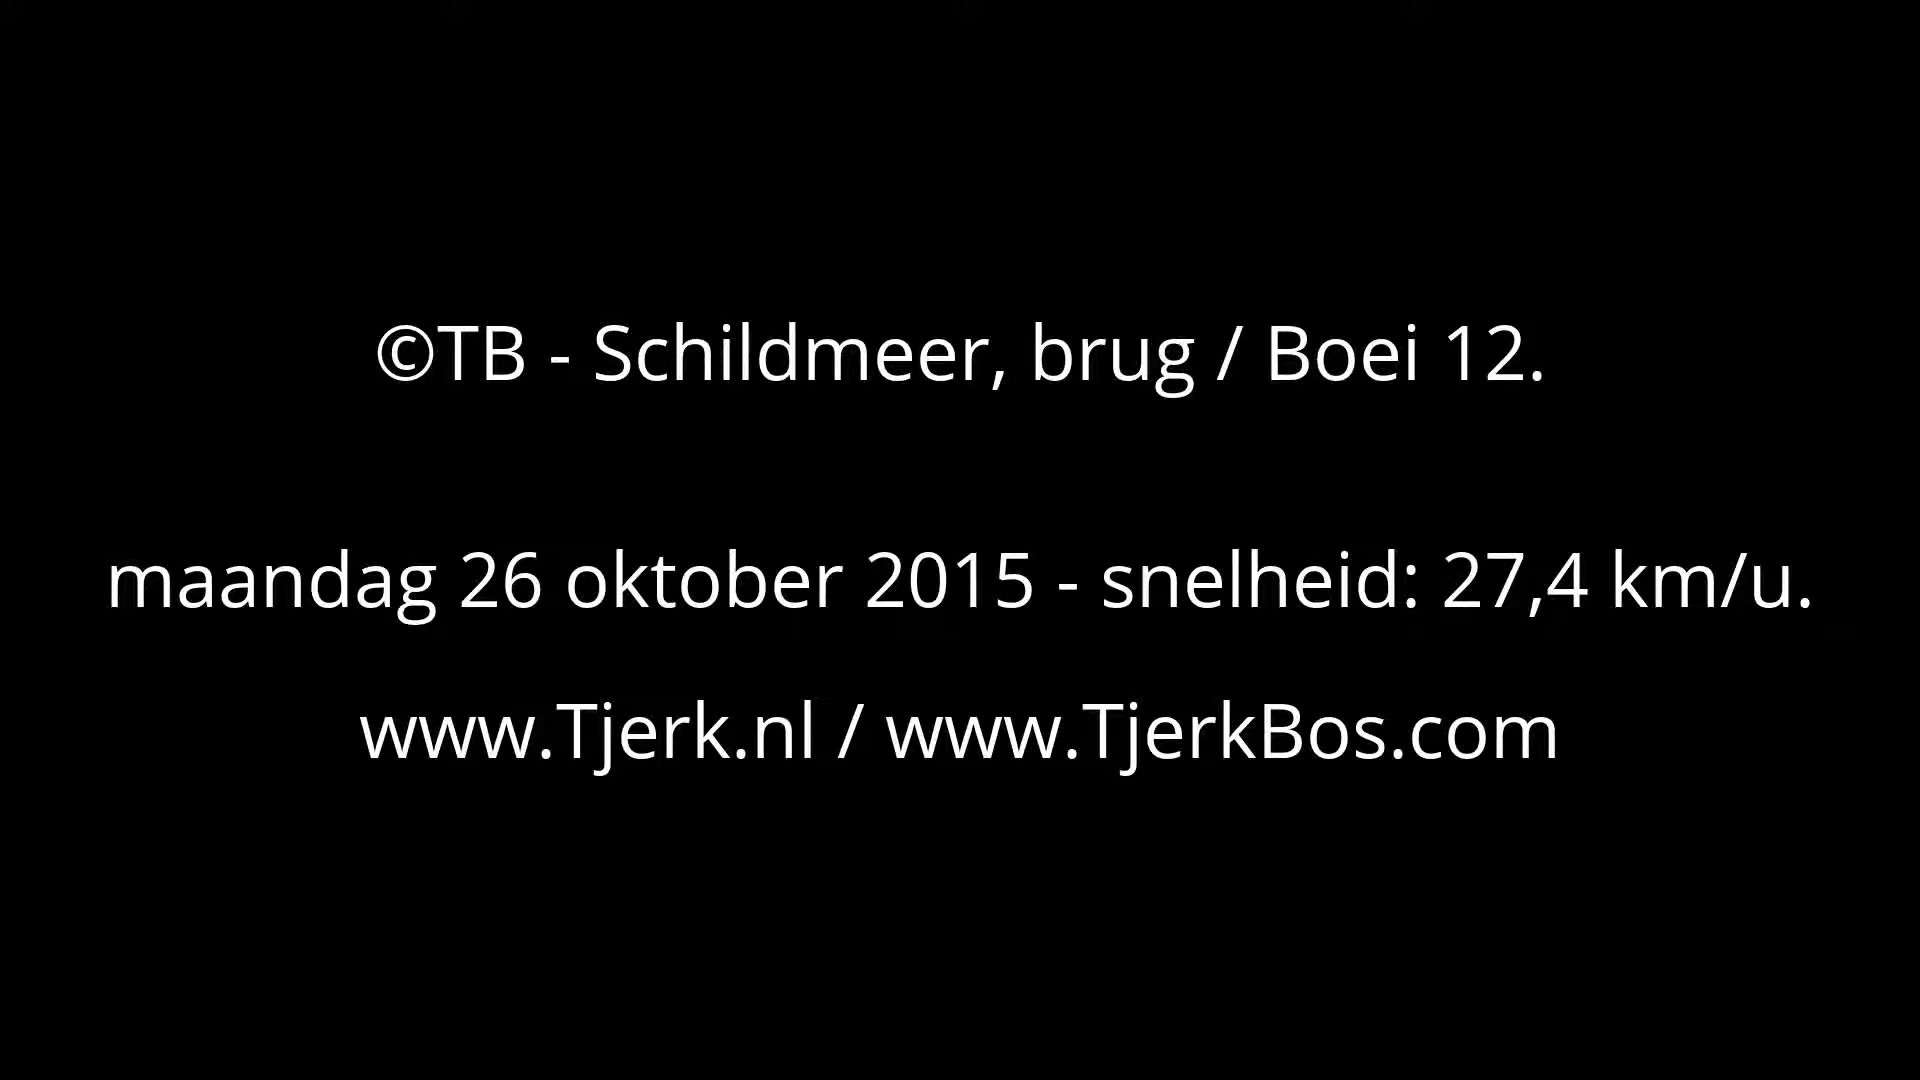 ©TB - Schildmeer, brug / Boei 12.
maandag 26 oktober 2015 - snelheid: 27,4 km/u.
www.Tjerk.nl / www.TjerkBos.com